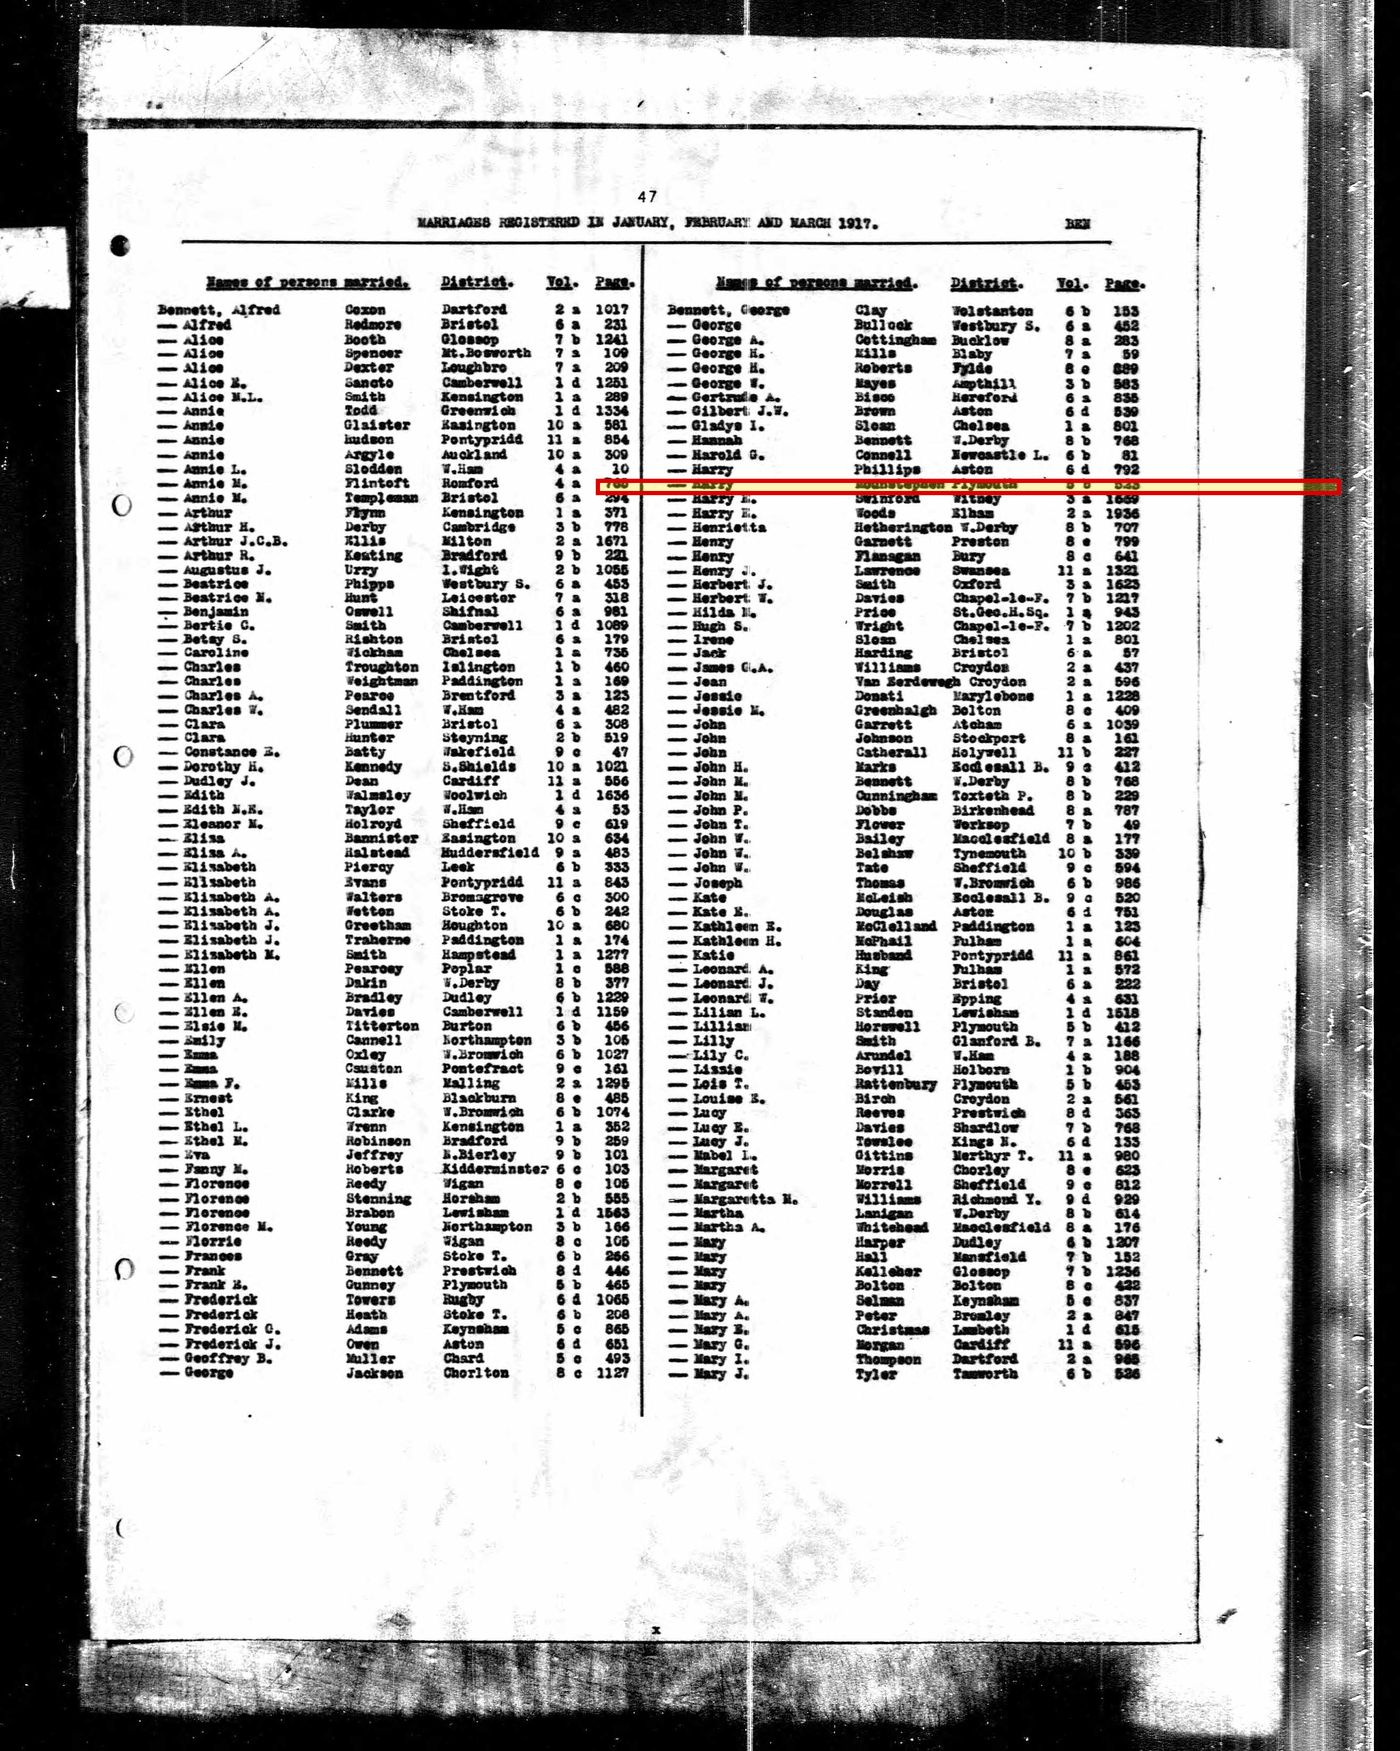 47
MARRIAGES REGISTERED IN JANUARY, FEBRUARY AND MARCH 1917. BEN
Names of persons married. District. Vol. Page.
Bennett, Alfred Coxon Dartford 2 a 1017
— Alfred Redmore Bristol 6 a 231
— Alice Booth Glossop 7 b 1241
— Alice Spencer Mt.Bosworth 7 a 109
— Alice Dexter Loughbro 7 a 209
— Alice E. Sancto Camberwell 1 d 1251
— Alice M.L. Smith Kensington 1 a 289
— Annie Todd Greenwich 1 d 1334
— Annie Glaister Easington 10 a 581
— Annie Hudson Pontypridd 11 a 854
— Annie Argyle Auckland 10 a 309
— Annie L. Slodden W.Ham 4 a 10
— Annie M. Flintoft Romford 4 a
— Annie M. Templeman Bristol 6 a 294
— Arthur Flynn Kensington 1 a 371
— Arthur H. Derby Cambridge 3 b 778
— Arthur J.C.B. Ellis Milton 2 a 1671
— Arthur R. Keating Bradford 9 b 221
— Augustus J. Urry I.Wight 2 b 1055
— Beatrice Phipps Westbury S. 6 a 453
— Beatrice M. Hunt Leicester 7 a 318
— Benjamin Oswell Shifnal 6 a 981
— Bertie C. Smith Camberwell 1 d 1089
— Betsy S. Rishton Bristol 6 a 179
— Caroline Wickham Chelsea 1 a 735
— Charles Troughton Islington 1 b 460
— Charles Weightman Paddington 1 a 169
— Charles A. Pearce Brentford 3 a 123
— Charles W. Sendall W.Ham 4 a 482
— Clara Plummer Bristol 6 a 308
— Clara Hunter Steyning 2 b 519
— Constance E. Batty Wakefield 9 c 47
— Dorothy H. Kennedy S.Shields 10 a 1021
— Dudley J. Dean Cardiff 11 a 556
— Edith Walmsley Woolwich 1 d 1636
— Edith N.E. Taylor W.Ham 4 a 53
— Eleanor M. Holroyd Sheffield 9 c 619
— Eliza Bannister Easington 10 a 634
— Eliza A. Halstead Huddersfield 9 a 483
— Elizabeth Piercy Leek 6 b 333
— Elizabeth Evans Pontypridd 11 a 843
— Elizabeth A. Walters Bromsgrove 6 c 300
— Elizabeth A. Wetton Stoke T. 6 b 242
— Elizabeth J. Greetham Houghton 10 a 680
— Elizabeth J. Traherne Paddington 1 a 174
— Elizabeth M. Smith Hampstead 1 a 1277
— Ellen Pearcey Poplar 1 c 588
— Ellen Dakin W.Derby 8 b 377
— Ellen A. Bradley Dudley 6 b 1229
— Ellen E. Davies Camberwell 1 d 1159
— Elsie M. Titterton Burton 6 b 456
— Emily Cannell Northampton 3 b 105
— Emma Oxley W.Bromwich 6 b 1027
— Emma Causton Pontefract 9 c 161
— Emma F. Mills Malling 2 a 1295
— Ernest King Blackburn 8 e 485
— Ethel Clarke W.Bromwich 6 b 1074
— Ethel L. Wrenn Kensington 1 a 352
— Ethel M. Robinson Bradford 9 b 259
— Eva Jeffrey N.Bierley 9 b 101
— Fanny M. Roberts Kidderminster 6 c 103
— Florence Reedy Wigan 8 c 105
— Florence Stenning Horsham 2 b 555
— Florence Brabon Lewisham 1 d 1563
— Florence M. Young Northampton 3 b 166
— Florrie Reedy Wigan 8 c 105
— Frances Gray Stoke T. 6 b 266
— Frank Bennett Prestwich 8 d 446
— Frank E. Gunney Plymouth 5 b 465
— Frederick Towers Rugby 6 d 1065
— Frederick Heath Stoke T. 6 b 208
— Frederick G. Adams Keynsham 5 c 865
— Frederick J. Owen Aston 6 d 651
— Geoffrey B. Muller Chard 5 c 493
— George Jackson Chorlton 8 c 1127
Names of persons married. District. Vol. Page.
Bennett, George Clay Wolstanton 6 b 153
— George Bullock Westbury S. 6 a 452
— George A. Cottingham Bucklow 8 a 283
— George H. Mills Blaby 7 a 59
— George H. Roberts Fylde 8 e 889
— George W. Mayes Ampthill 3 b 583
— Gertrude A. Bisco Hereford 6 a 835
— Gilbert J.W. Brown Aston 6 d 539
— Gladys I. Sloan Chelsea 1 a 801
— Hannah Bennett W.Derby 8 b 768
— Harold G. Connell Newcastle L. 6 b 81
— Harry Phillips Aston 6 d 792
— Harry Mounstephen Plymouth
— Harry E. Swinford Witney 3 a 1669
— Harry E. Woods Elham 2 a 1936
— Henrietta Hetherington W.Derby 8 b 707
— Henry Garnett Preston 8 e 799
— Henry Flanagan Bury 8 c 641
— Henry J. Lawrence Swansea 11 a 1321
— Herbert J. Smith Oxford 3 a 1623
— Herbert W. Davies Chapel-le-F. 7 b 1217
— Hilda M. Price St.Geo.H.Sq. 1 a 943
— Hugh S. Wright Chapel-le-F. 7 b 1202
— Irene Sloan Chelsea 1 a 801
— Jack Harding Bristol 6 a 57
— James G.A. Williams Croydon 2 a 437
— Jean Van Eerdewegh Croydon 2 a 596
— Jessie Donati Marylebone 1 a 1228
— Jessie M. Greenhalgh Bolton 8 c 409
— John Garrett Atcham 6 a 1039
— John Johnson Stockport 8 a 161
— John Catherall Holywell 11 b 227
— John H. Marks Ecclesall B. 9 c 412
— John M. Bennett W.Derby 8 b 768
— John M. Cunningham Toxteth P. 8 b 229
— John P. Dobbs Birkenhead 8 a 787
— John T. Flower Worksop 7 b 49
— John W. Bailey Macclesfield 8 a 177
— John W. Belshaw Tynemouth 10 b 339
— John W. Tate Sheffield 9 c 594
— Joseph Thomas W.Bromwich 6 b 986
— Kate McLeish Ecclesall B. 9 c 520
— Kate E. Douglas Aston 6 d 751
— Kathleen E. McClelland Paddington 1 a 123
— Kathleen H. McPhail Fulham 1 a 604
— Katie Husband Pontypridd 11 a 861
— Leonard A. King Fulham 1 a 572
— Leonard J. Day Bristol 6 a 222
— Leonard W. Prior Epping 4 a 631
— Lilian L. Standen Lewisham 1 d 1518
— Lillian Horswell Plymouth 5 b 412
— Lilly Smith Glanford B. 7 a 1166
— Lily C. Arundel W.Ham 4 a 188
— Lizzie Bovill Holborn 1 b 904
— Lois T. Rattenbury Plymouth 5 b 453
— Louise E. Birch Croydon 2 a 561
— Lucy Reeves Prestwich 8 d 363
— Lucy E. Davies Shardlow 7 b 768
— Lucy J. Towslee Kings N. 6 d 133
— Mabel L. Gittins Merthyr T. 11 a 980
— Margaret Morris Chorley 8 e 623
— Margaret Morrell Sheffield 9 c 812
— Margaretta M. Williams Richmond Y. 9 d 929
— Martha Lanigan W.Derby 8 b 614
— Martha A. Whitehead Macclesfield 8 a 176
— Mary Harper Dudley 6 b 1207
— Mary Hall Mansfield 7 b 152
— Mary Kelleher Glossop 7 b 1236
— Mary Bolton Bolton 8 c 422
— Mary A. Selman Keynsham 5 c 837
— Mary A. Peter Bromley 2 a 847
— Mary E. Christmas Lambeth 1 d 615
— Mary G. Morgan Cardiff 11 a 596
— Mary I. Thompson Dartford 2 a 965
— Mary J. Tyler Tamworth 6 b 526
x